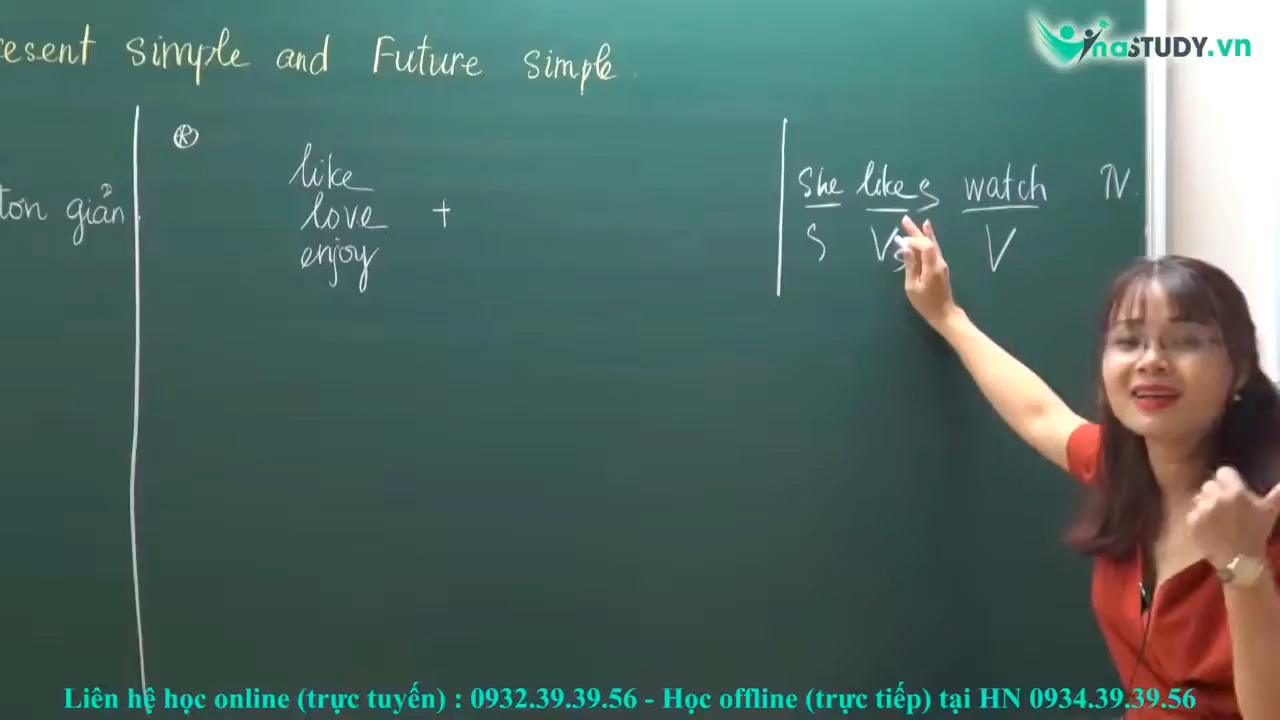 esent simple and Future simple.
VinaSTUDY.vn
®
like
love +
enjoy
giản
She likes watch TV.
S Vs V
Liên hệ học online (trực tuyến) : 0932.39.39.56 - Học offline (trực tiếp) tại HN 0934.39.39.56